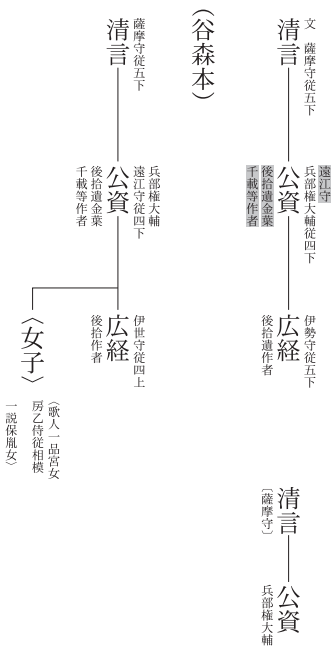 文　薩摩守従五下
清言
遠江守
兵部権大輔従四下
公資
後拾遺金葉
千載等作者
伊勢守従五下
広経
後拾遺作者
清言
〔薩摩守〕
公資
兵部権大輔
（谷森本）
薩摩守従五下
清言
兵部権大輔
遠江守従四下
公資
後拾遺金葉
千載等作者
伊世守従四上
広経
後拾作者
〈女子〉
〈歌人一品宮女
房乙侍従相模
一説保胤女〉